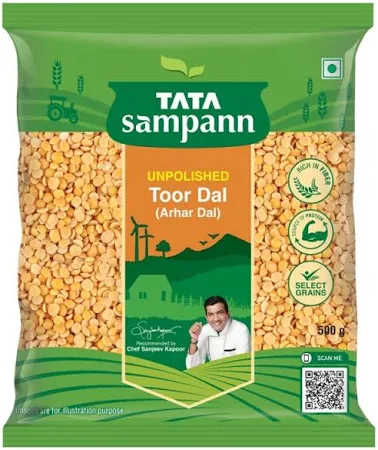 TATA
sampann
UNPOLISHED
Toor Dal
(Arhar Dal)
RICH IN FIBER
SOURCE OF PROTEIN
SELECT
GRAINS
Recommended by
Chef Sanjeev Kapoor
500 g
SCAN ME
Images are for illustration purpose